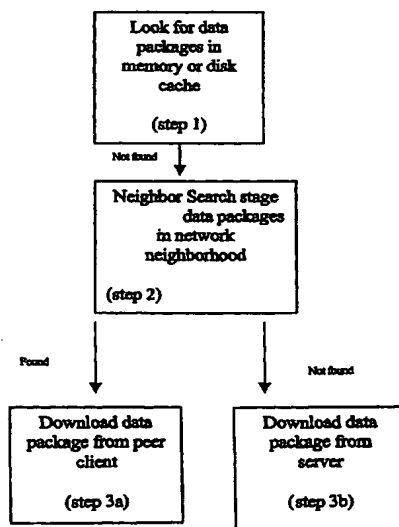 Look for data
packages in
memory or disk
cache
(step 1)
Not found
Neighbor Search stage
data packages
in network
neighborhood
(step 2)
Found
Not found
Download data
package from peer
client
(step 3a)
Download data
package from
server
(step 3b)